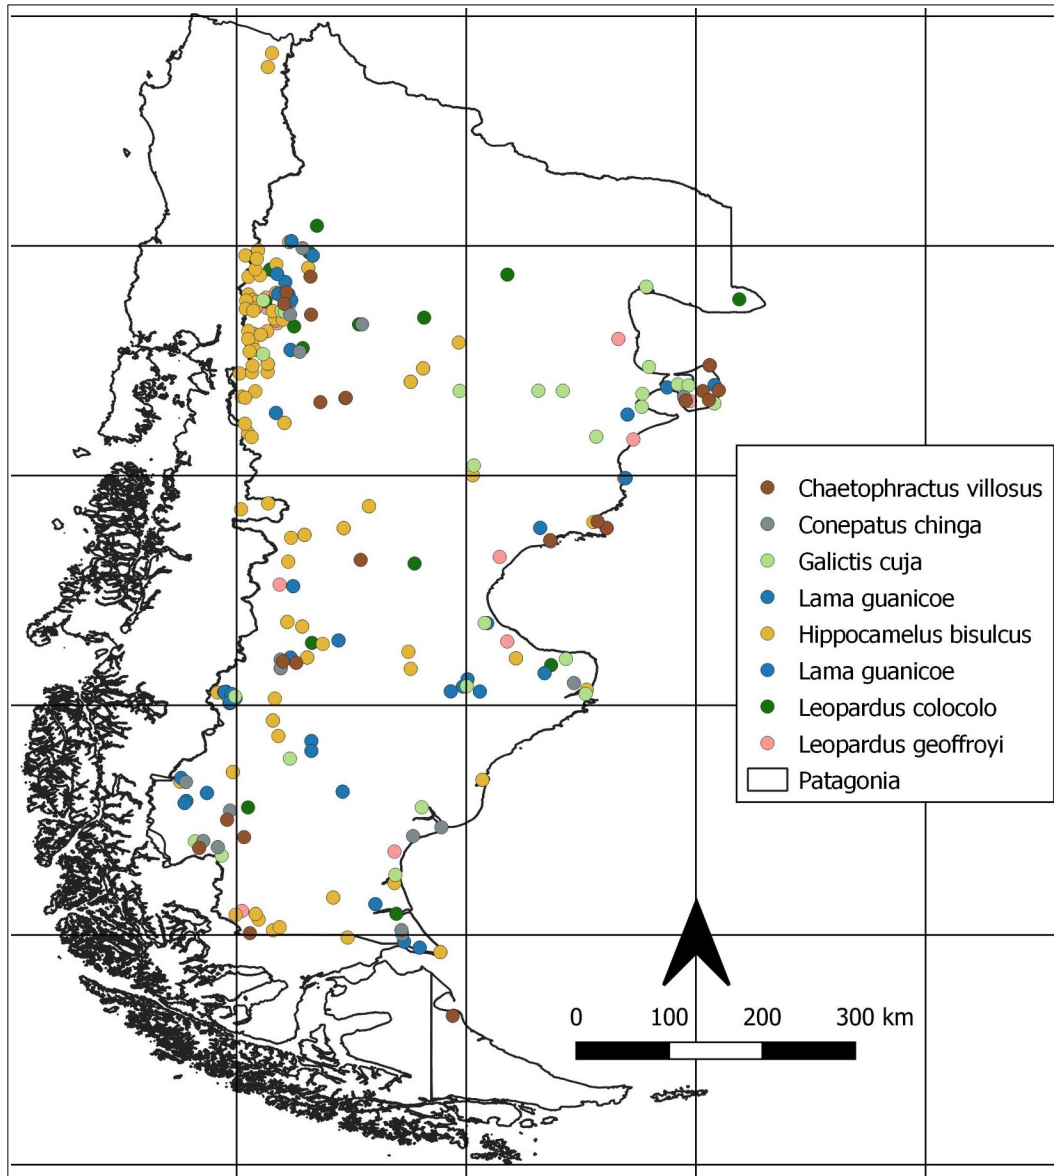 Chaetophractus villosus
Conepatus chinga
Galictis cuja
Lama guanicoe
Hippocamelus bisulcus
Lama guanicoe
Leopardus colocolo
Leopardus geoffroyi
Patagonia
0 100 200 300 km